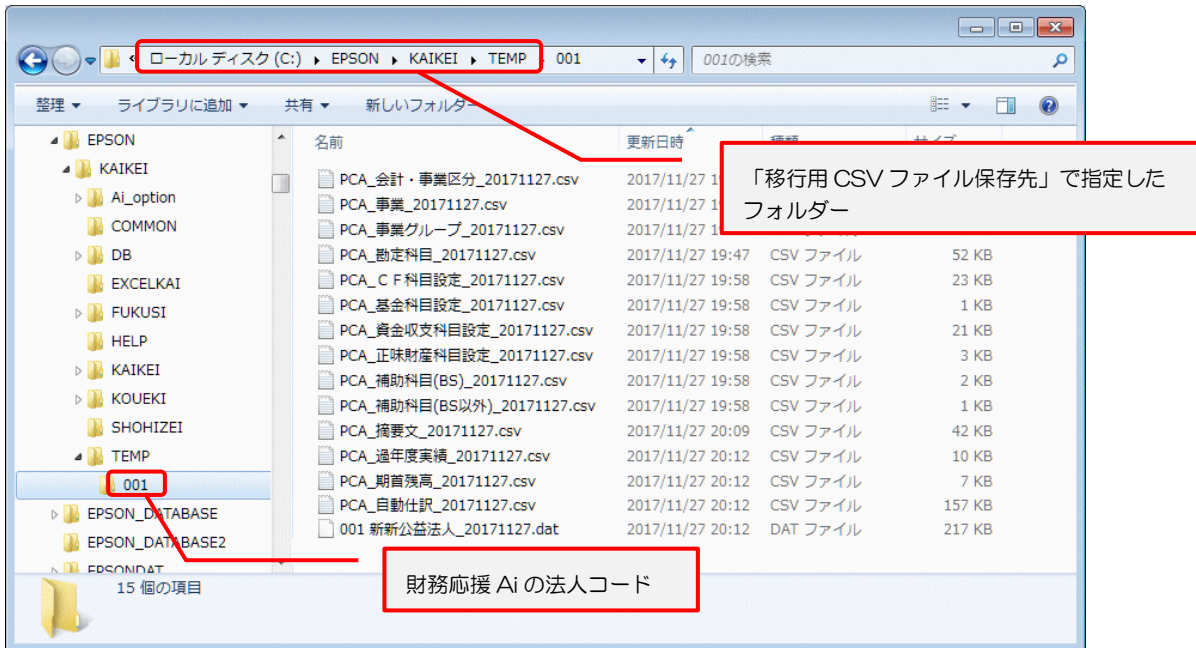 ローカル ディスク (C:) ▸ EPSON ▸ KAIKEI ▸ TEMP 001
001の検索
整理 ライブラリに追加 共有 新しいフォルダー
EPSON
KAIKEI
Ai_option
COMMON
DB
EXCELKAI
FUKUSI
HELP
KAIKEI
KOUEKI
SHOHIZEI
TEMP
001
EPSON_DATABASE
EPSON_DATABASE2
EPSONDAT
名前 更新日時 種類 サイズ
PCA_会計・事業区分_20171127.csv 2017/11/27
PCA_事業_20171127.csv 2017/11/27
PCA_事業グループ_20171127.csv 2017/11/27
PCA_勘定科目_20171127.csv 2017/11/27 19:47 CSV ファイル 52 KB
PCA_ＣＦ科目設定_20171127.csv 2017/11/27 19:58 CSV ファイル 23 KB
PCA_基金科目設定_20171127.csv 2017/11/27 19:58 CSV ファイル 1 KB
PCA_資金収支科目設定_20171127.csv 2017/11/27 19:58 CSV ファイル 21 KB
PCA_正味財産科目設定_20171127.csv 2017/11/27 19:58 CSV ファイル 3 KB
PCA_補助科目(BS)_20171127.csv 2017/11/27 19:58 CSV ファイル 2 KB
PCA_補助科目(BS以外)_20171127.csv 2017/11/27 19:58 CSV ファイル 1 KB
PCA_摘要文_20171127.csv 2017/11/27 20:09 CSV ファイル 42 KB
PCA_過年度実績_20171127.csv 2017/11/27 20:12 CSV ファイル 10 KB
PCA_期首残高_20171127.csv 2017/11/27 20:12 CSV ファイル 7 KB
PCA_自動仕訳_20171127.csv 2017/11/27 20:12 CSV ファイル 157 KB
001 新新公益法人_20171127.dat 2017/11/27 20:12 DAT ファイル 217 KB
「移行用 CSV ファイル保存先」で指定した
フォルダー
財務応援 Ai の法人コード
15 個の項目